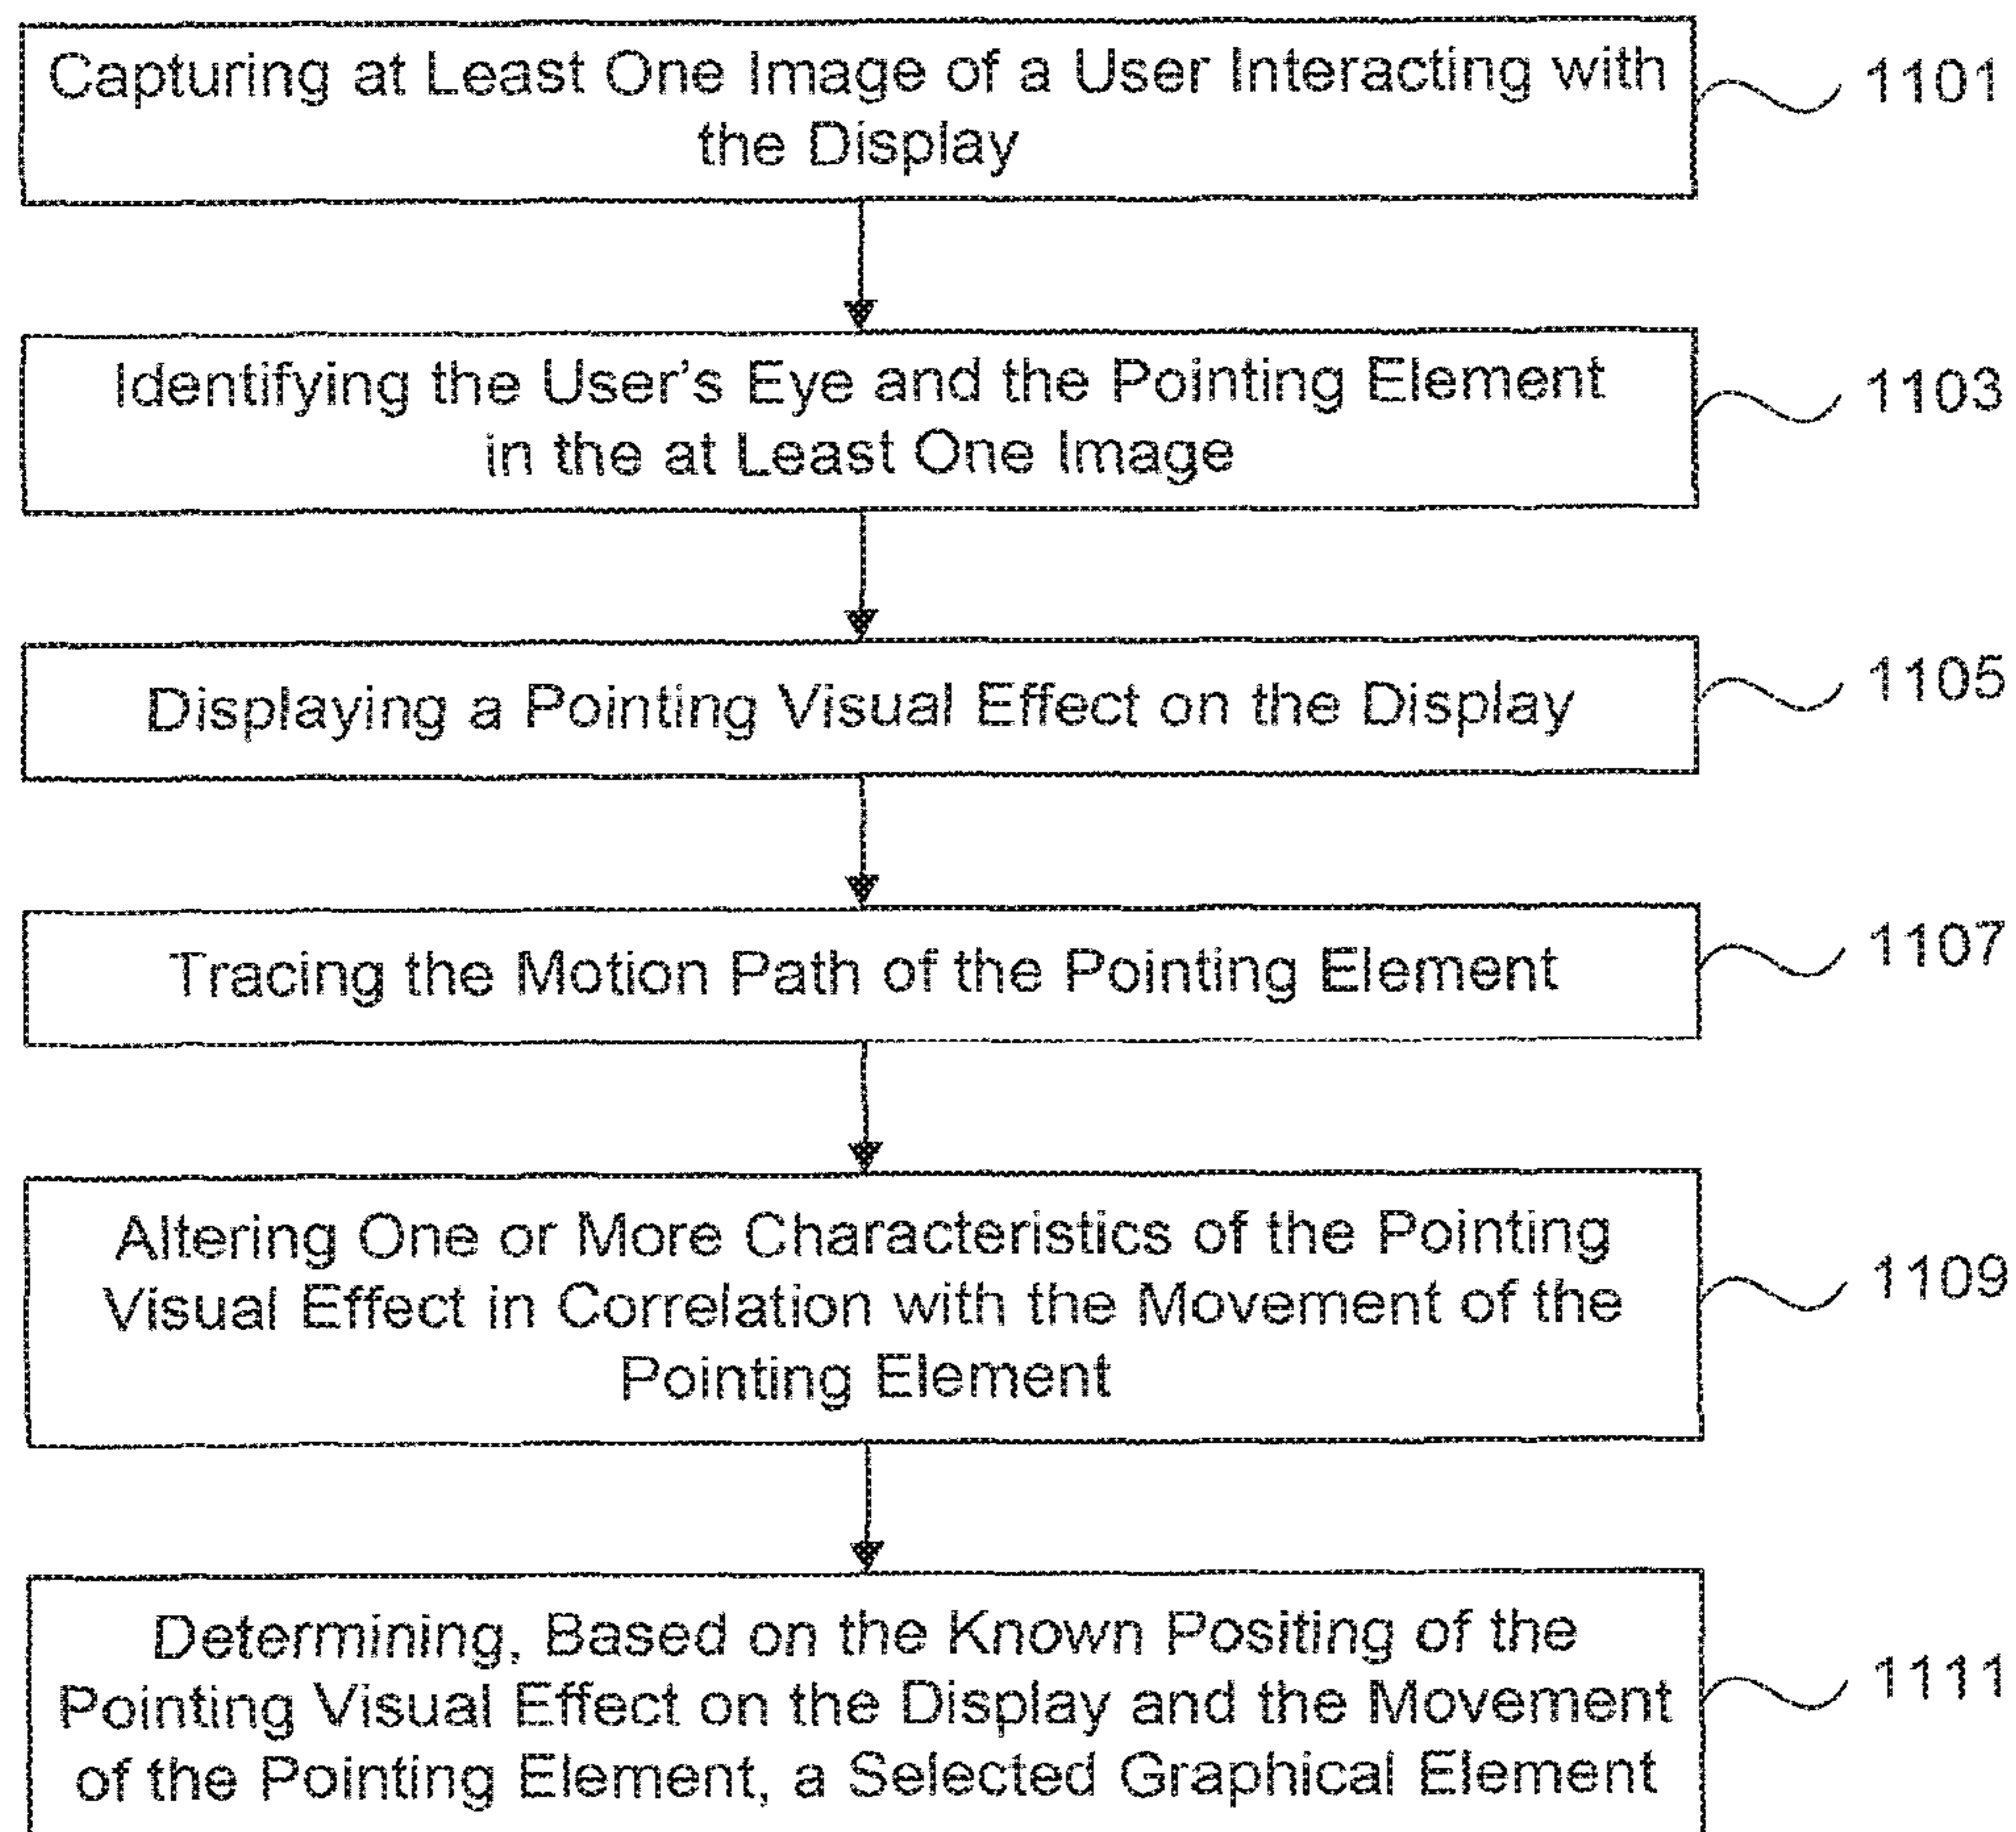 Capturing at Least One Image of a User Interacting with
the Display
1101
Identifying the User's Eye and the Pointing Element
in the at Least One Image
1103
Displaying a Pointing Visual Effect on the Display
1105
Tracing the Motion Path of the Pointing Element
1107
Altering One or More Characteristics of the Pointing
Visual Effect in Correlation with the Movement of the
Pointing Element
1109
Determining, Based on the Known Positing of the
Pointing Visual Effect on the Display and the Movement
of the Pointing Element, a Selected Graphical Element
1111